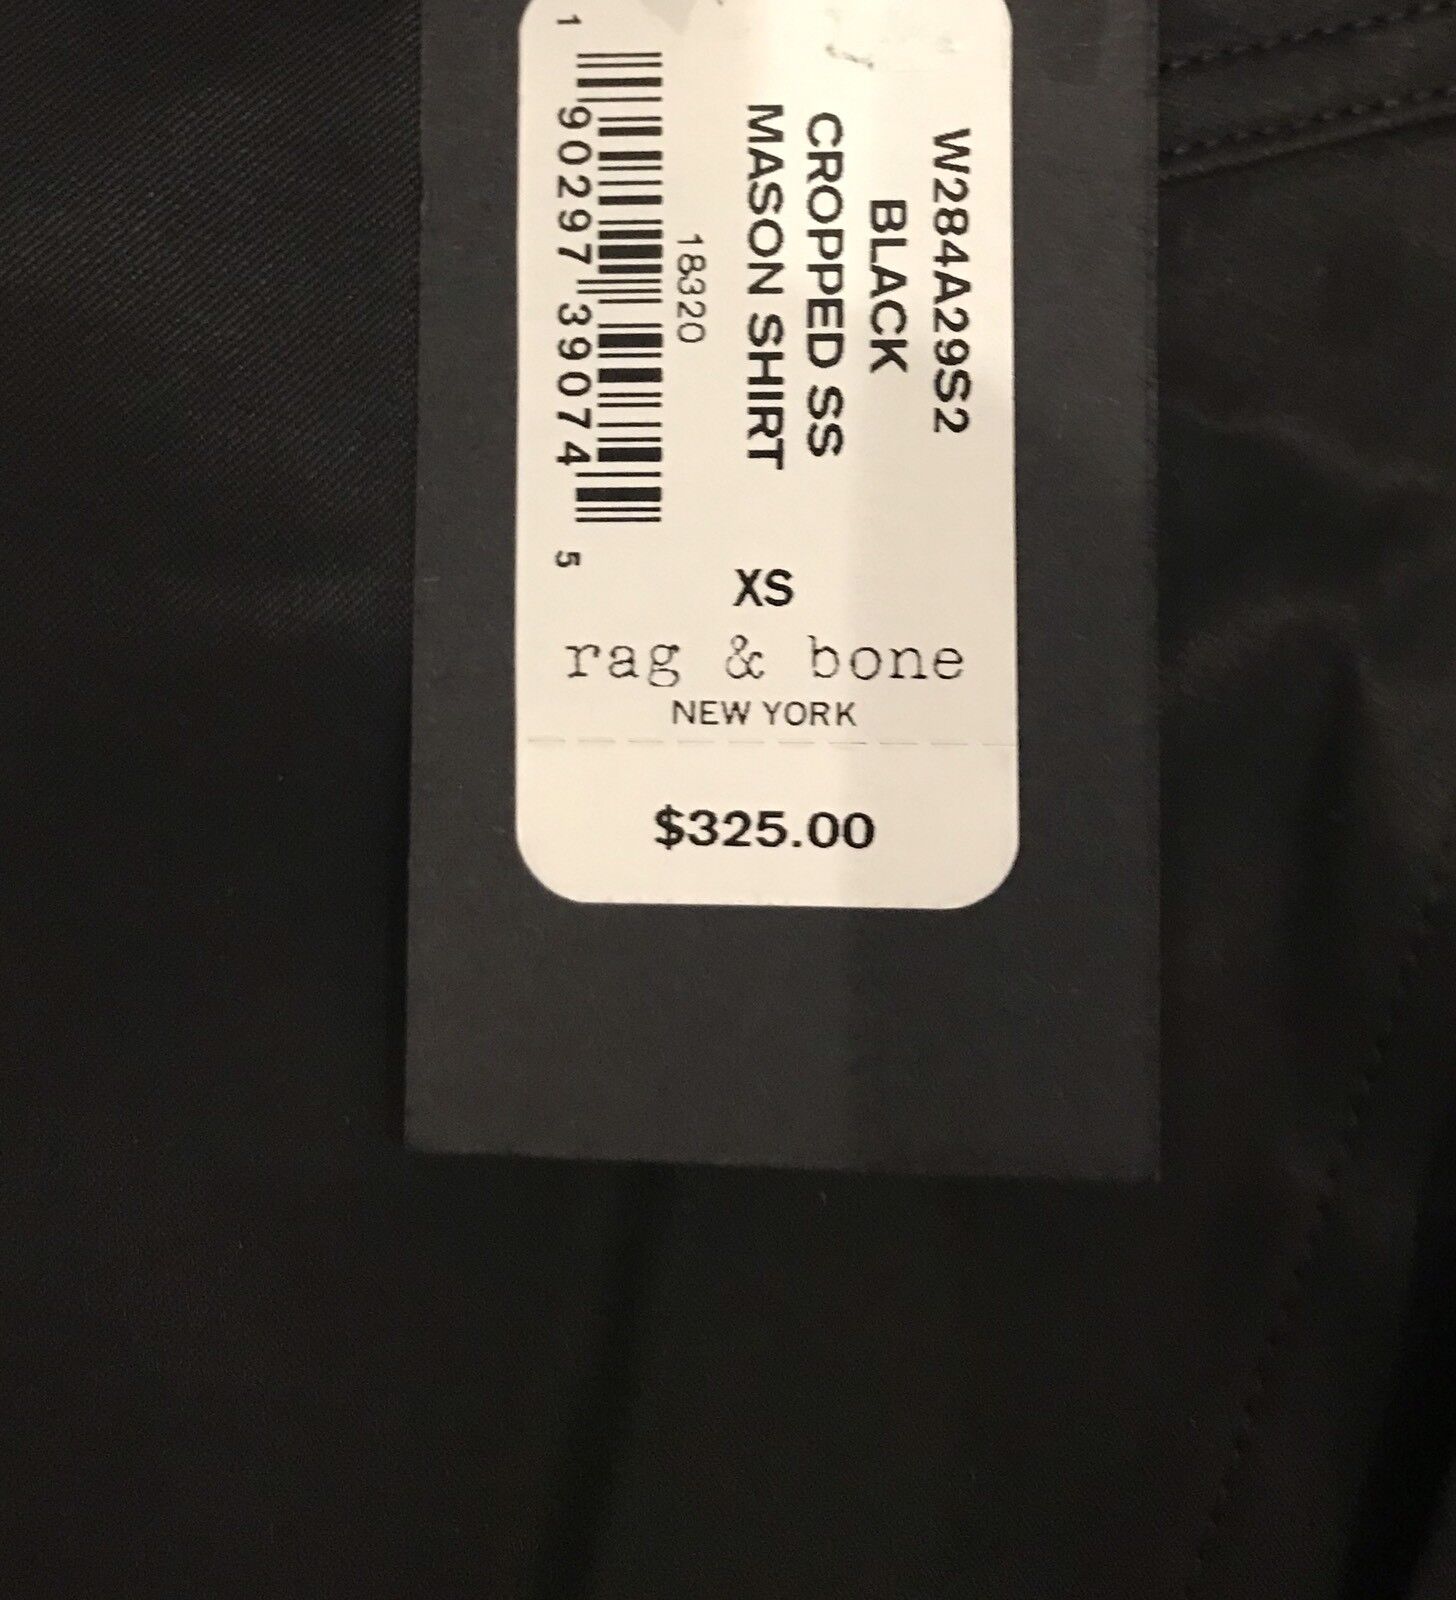 W284A29S2
BLACK
CROPPED SS
MASON SHIRT
18320
1 90297 39074 5
XS
rag & bone
NEW YORK
$325.00